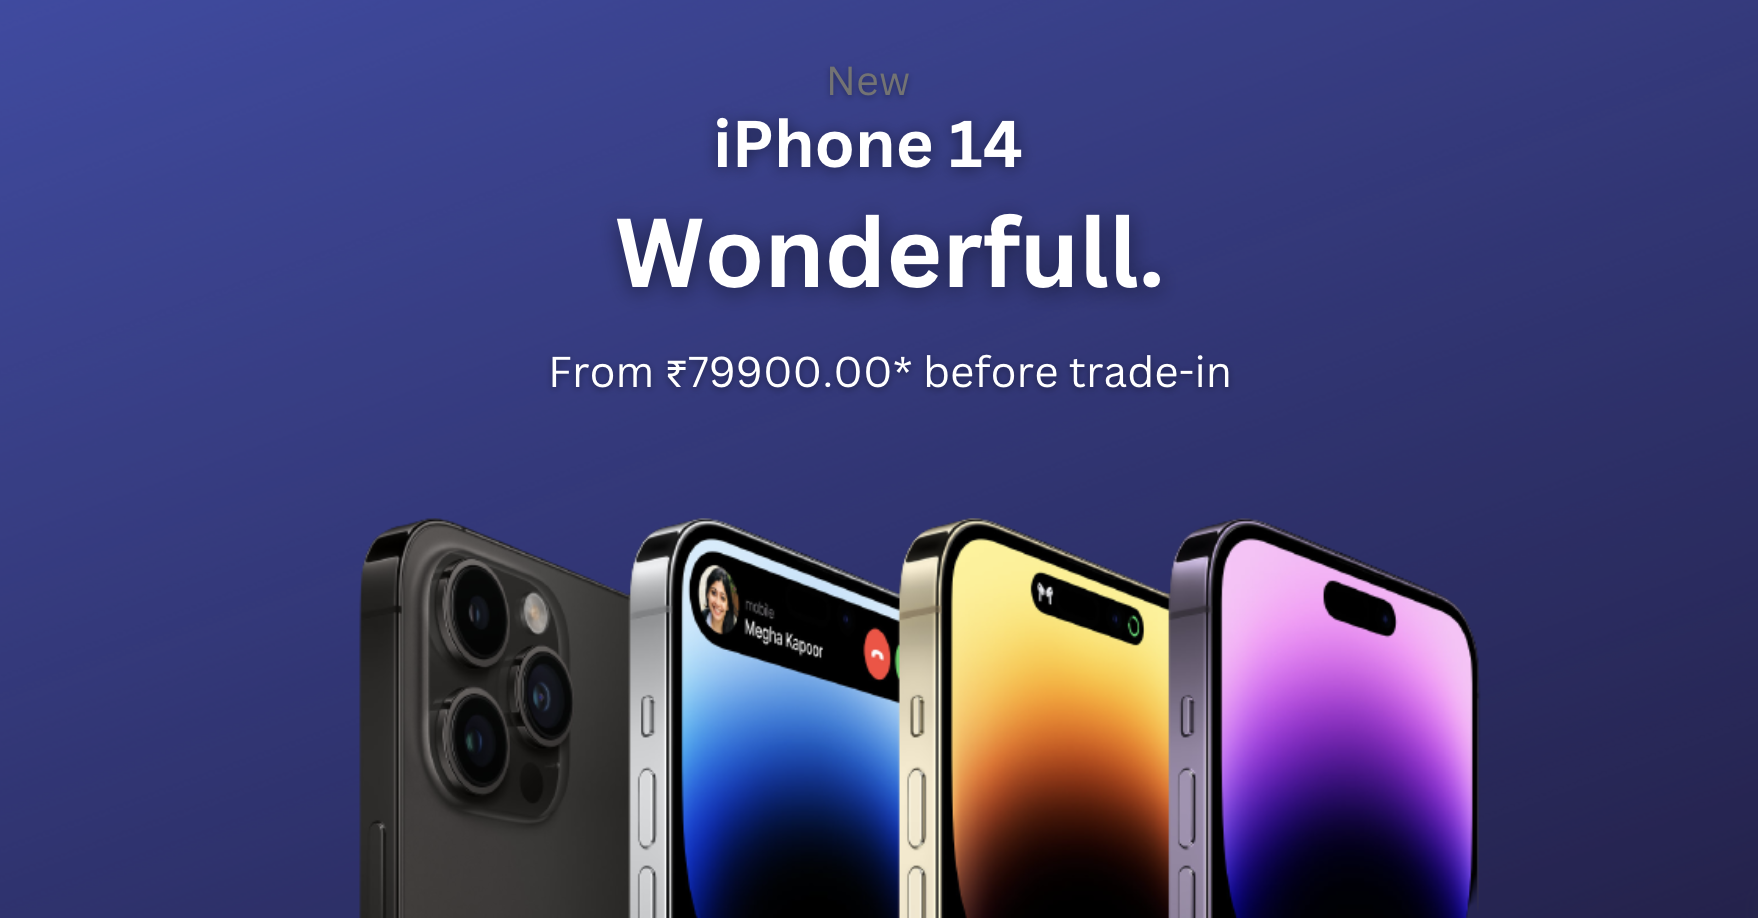 New
iPhone 14
Wonderfull.
From ₹79900.00* before trade-in
mobile
Megha Kapoor